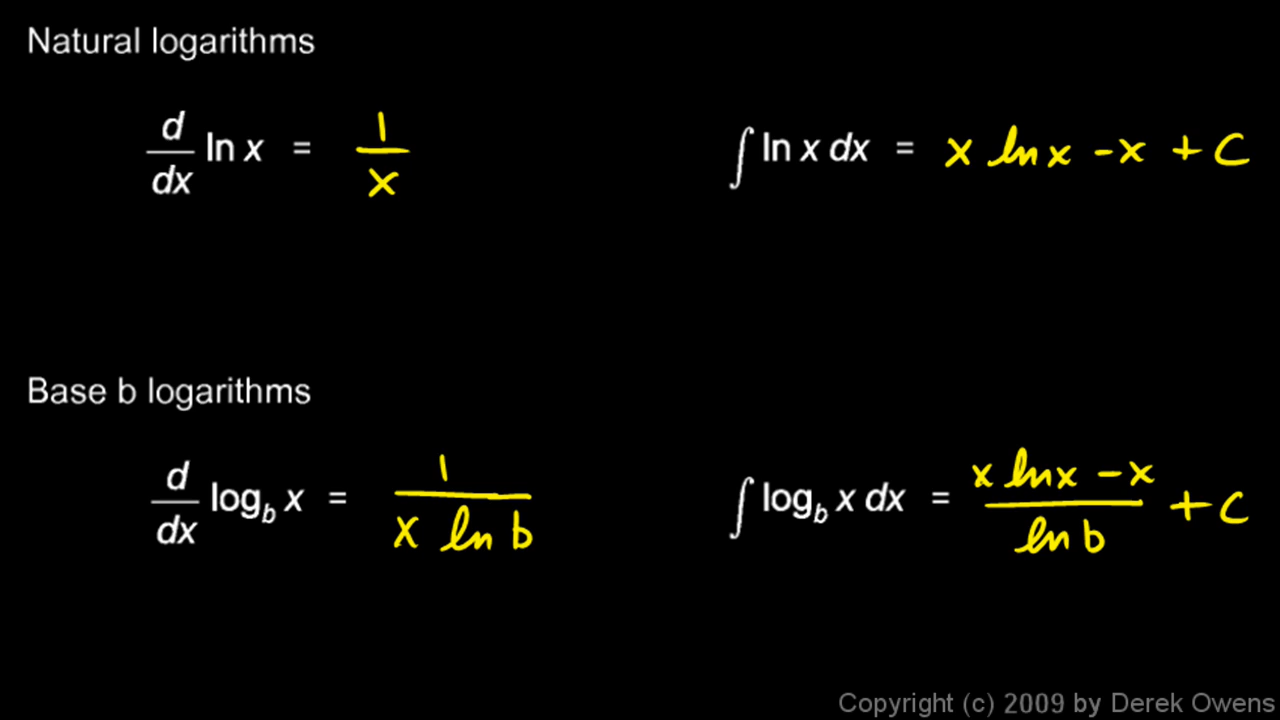 Natural logarithms
d/dx ln x = 1/x
∫ ln x dx = x ln x - x + C
Base b logarithms
d/dx log_b x = 1/(x ln b)
∫ log_b x dx = (x ln x - x)/(ln b) + C
Copyright (c) 2009 by Derek Owens